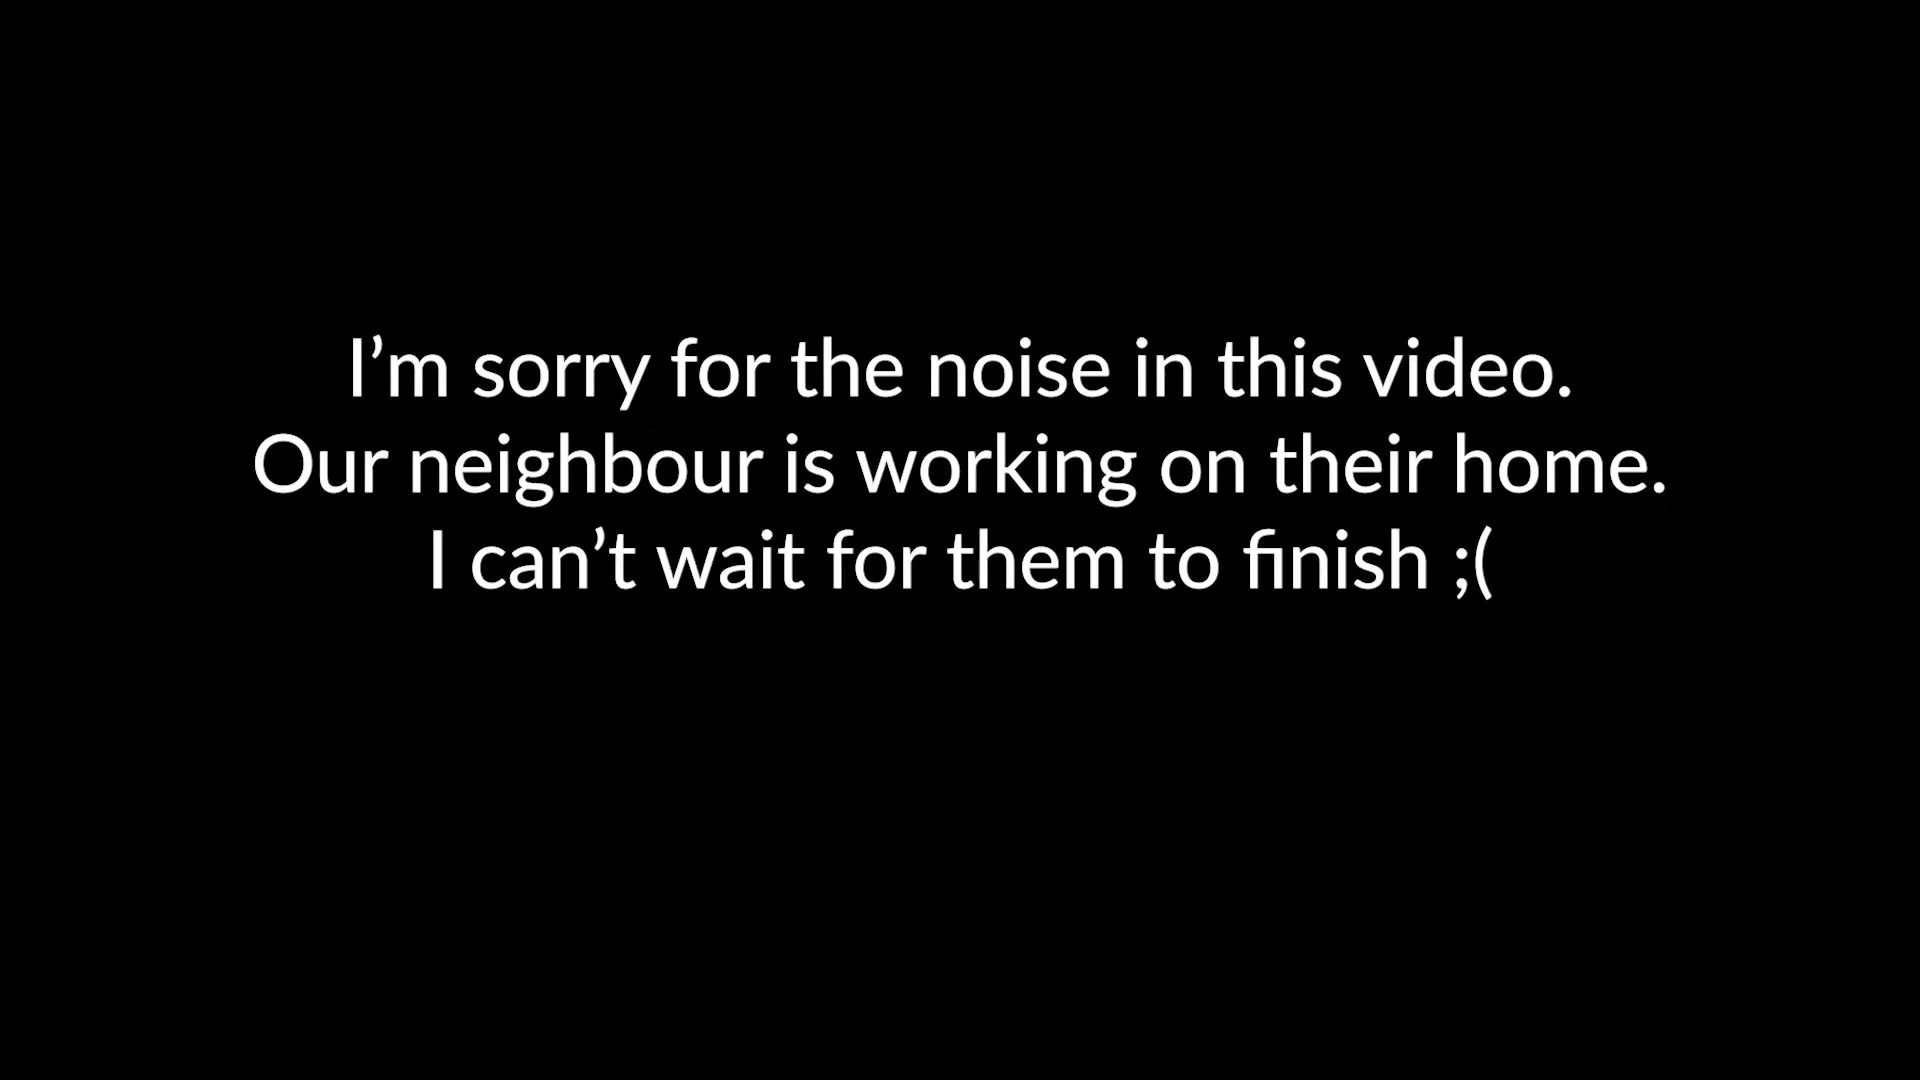 I’m sorry for the noise in this video.
Our neighbour is working on their home.
I can’t wait for them to finish ;(